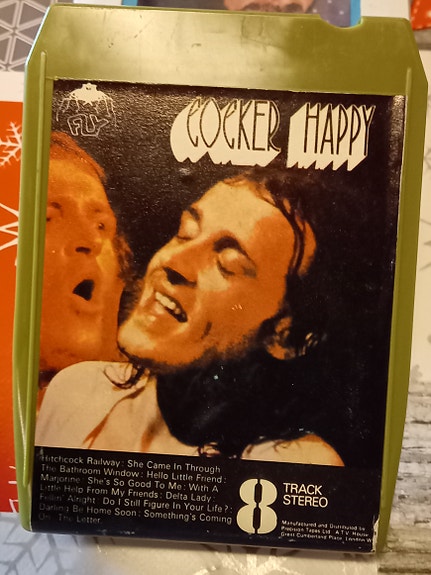 FLY
COCKER HAPPY
Hitchcock Railway: She Came In Through
The Bathroom Window: Hello Little Friend:
Marjorine: She's So Good To Me: With A
Little Help From My Friends: Delta Lady:
Feelin' Alright: Do I Still Figure In Your Life?:
Darling Be Home Soon: Something's Coming
On: The Letter
8 TRACK
STEREO
Manufactured and Distributed by
Precision Tapes Ltd. A.T.V. House
Great Cumberland Place, London W